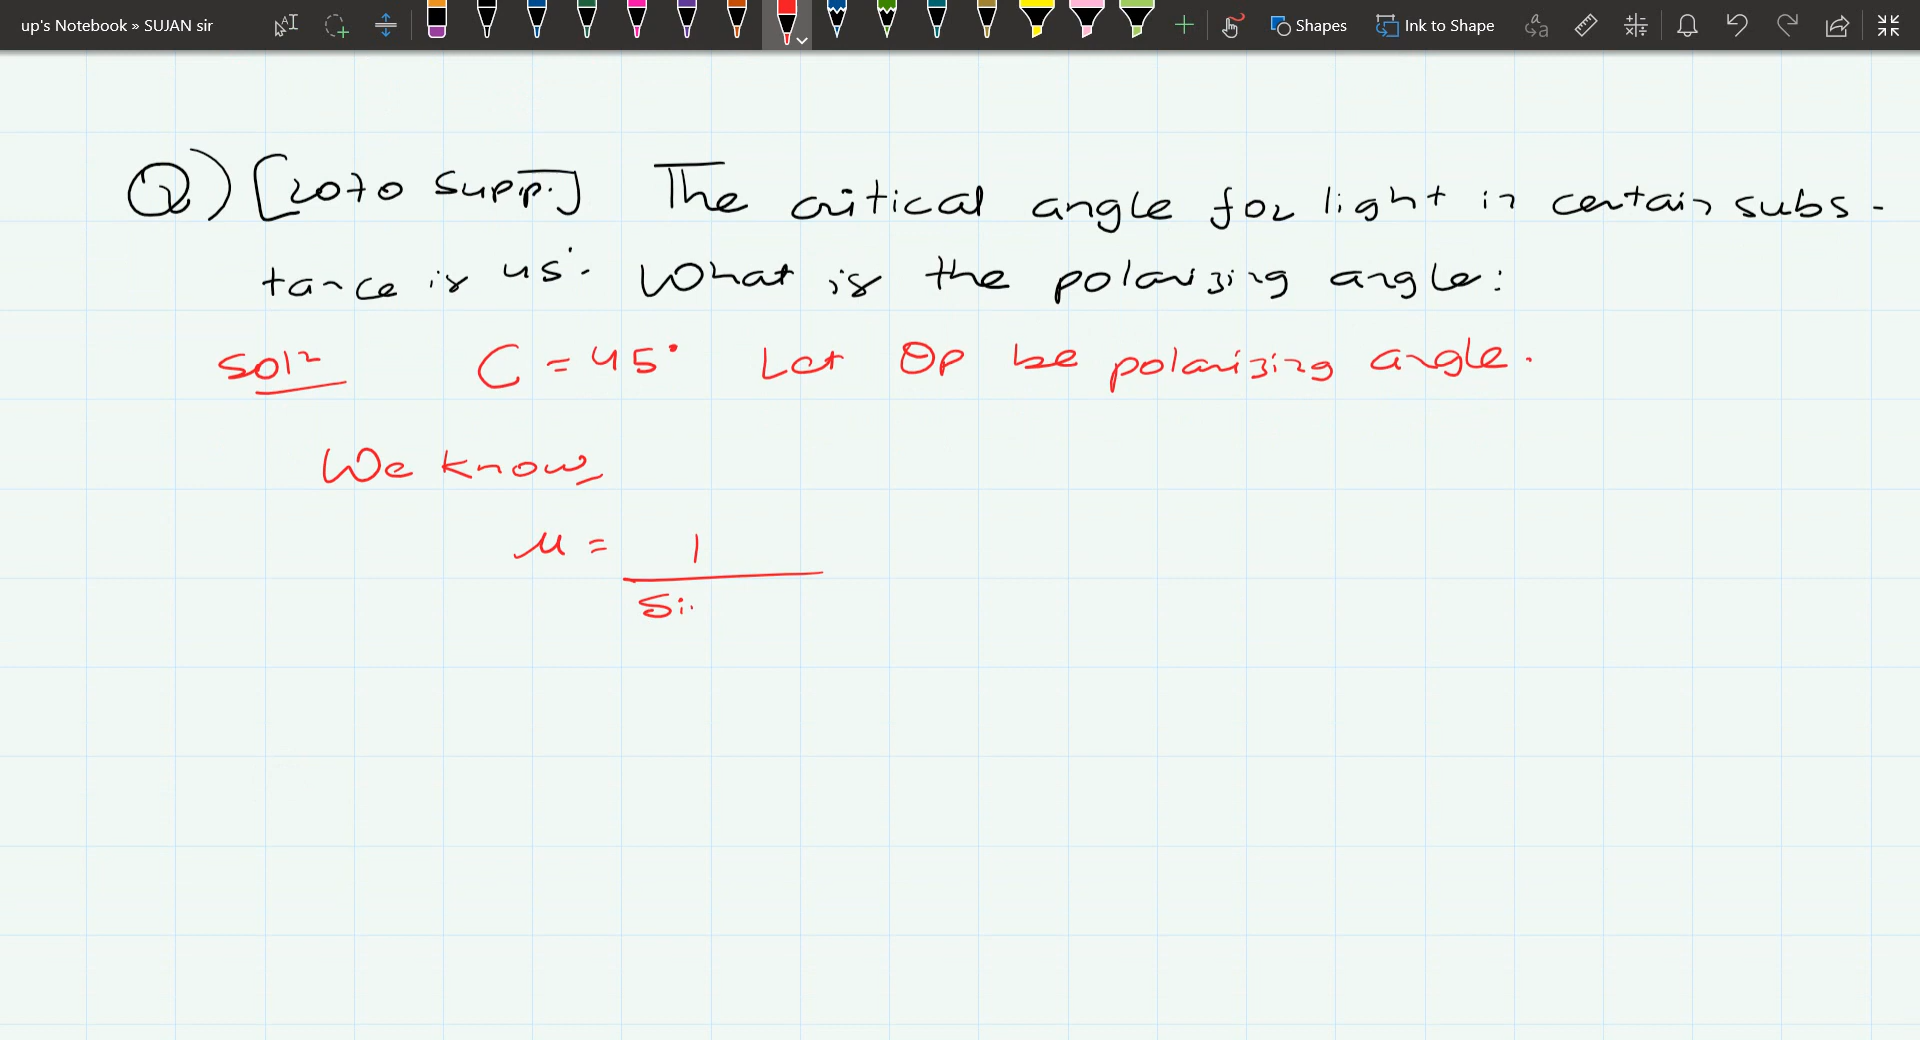 up's Notebook » SUJAN sir
Shapes
Ink to Shape
Q) [2070 supp.] The critical angle for light in certain subs -
tance is 45°. What is the polarizing angle:
Solⁿ C = 45° Let θp be polarizing angle.
We know,
μ = 1
Si